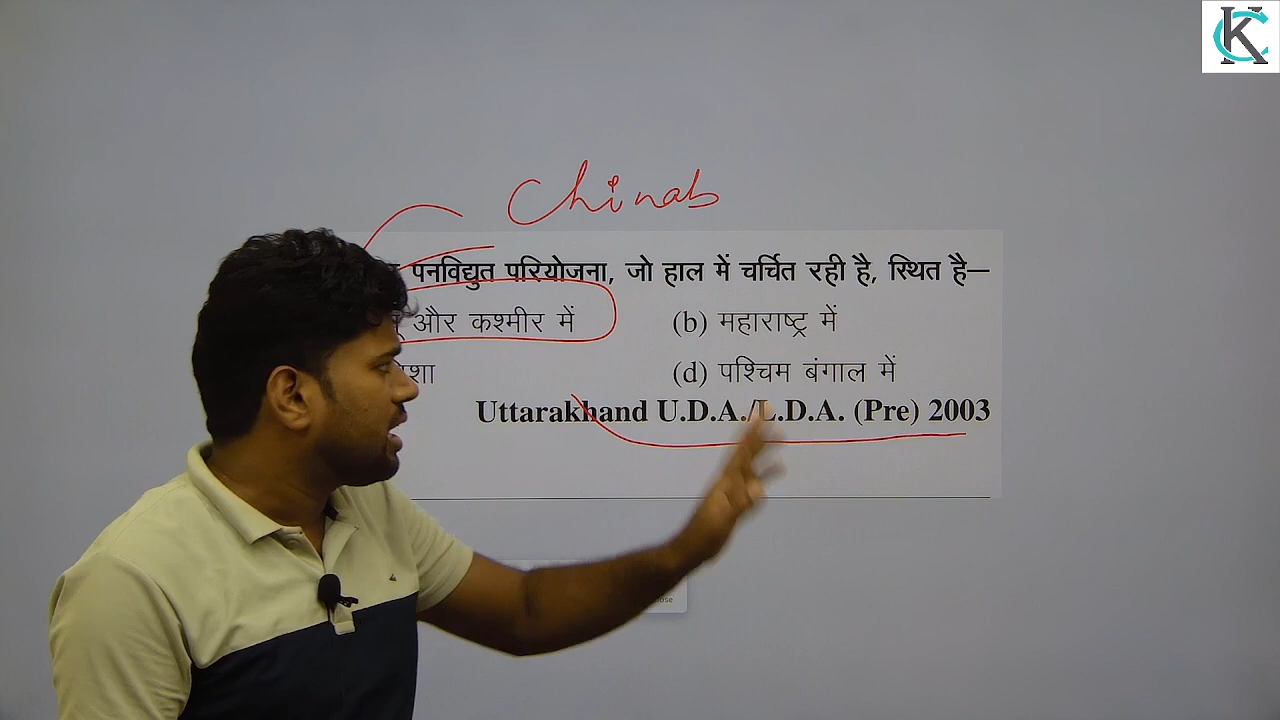 Chinab
पनविद्युत परियोजना, जो हाल में चर्चित रही है, स्थित है—
और कश्मीर में (b) महाराष्ट्र में
(d) पश्चिम बंगाल में
Uttarakhand U.D.A./L.D.A. (Pre) 2003